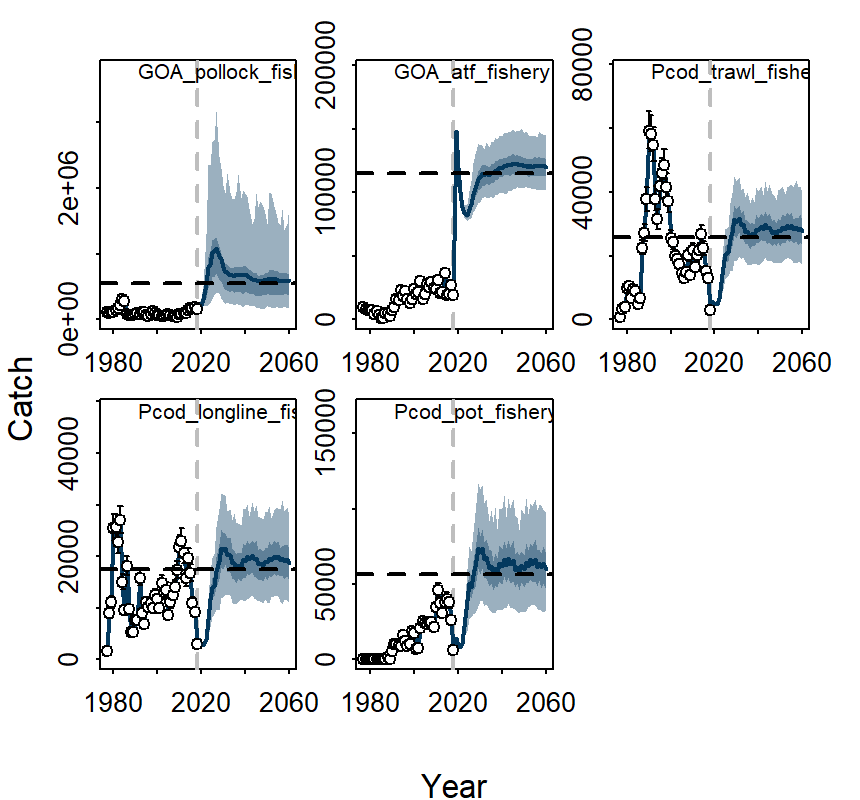 GOA_pollock_fis
GOA_atf_fishery
Pcod_trawl_fishe
0e+00 2e+06
0 100000 200000
0 40000 80000
1980 2020 2060
1980 2020 2060
1980 2020 2060
Catch
Pcod_longline_fis
Pcod_pot_fishery
0 20000 40000
0 50000 150000
1980 2020 2060
1980 2020 2060
Year